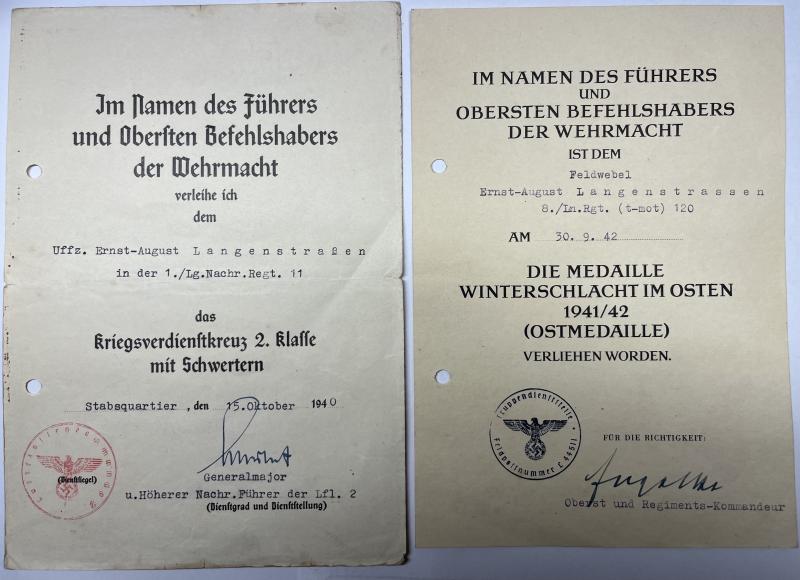 Im Namen des Führers
und Obersten Befehlshabers
der Wehrmacht
verleihe ich
dem
Uffz. Ernst-August Langenstraßen
in der 1./Lg.Nachr.Regt. 11
das
Kriegsverdienstkreuz 2. Klasse
mit Schwertern
Stabsquartier, den 15.Oktober 1940
(Dienstsiegel)
Generalmajor
u.Höherer Nachr.Führer der Lfl. 2
(Dienstgrad und Dienststellung)
IM NAMEN DES FÜHRERS
UND
OBERSTEN BEFEHLSHABERS
DER WEHRMACHT
IST DEM
Feldwebel
Ernst-August Langenstrassen
8./Ln.Rgt. (t-mot) 120
AM 30.9.42
DIE MEDAILLE
WINTERSCHLACHT IM OSTEN
1941/42
(OSTMEDAILLE)
VERLIEHEN WORDEN.
FÜR DIE RICHTIGKEIT:
Oberst und Regiments-Kommandeur